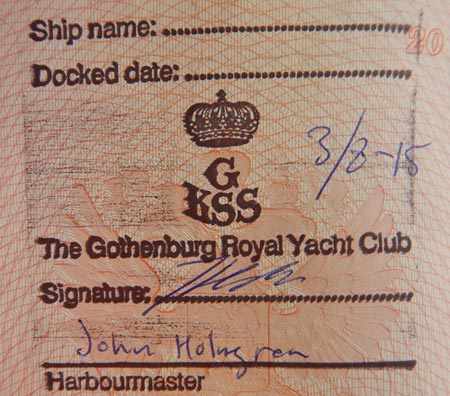 Ship name:
20
Docked date:
3/8-15
G
KSS
The Gothenburg Royal Yacht Club
Signature:
John Holmgren
Harbourmaster